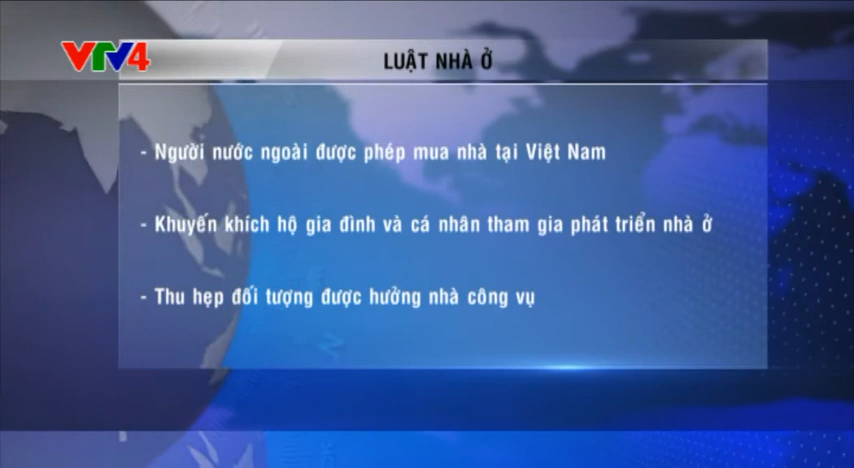 VTV4
LUẬT NHÀ Ở
- Người nước ngoài được phép mua nhà tại Việt Nam
- Khuyến khích hộ gia đình và cá nhân tham gia phát triển nhà ở
- Thu hẹp đối tượng được hưởng nhà công vụ